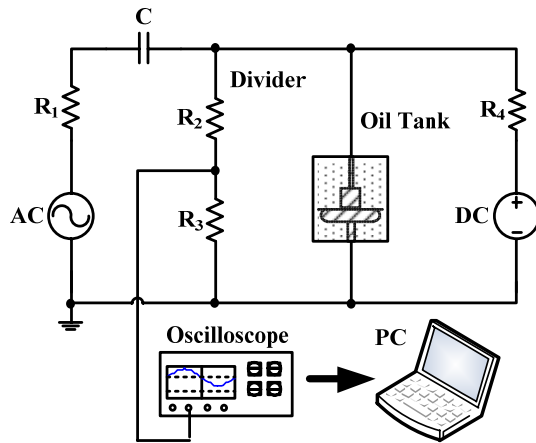 C
R₁
Divider
R₂
Oil Tank
R₄
AC
R₃
DC
+
−
Oscilloscope
PC